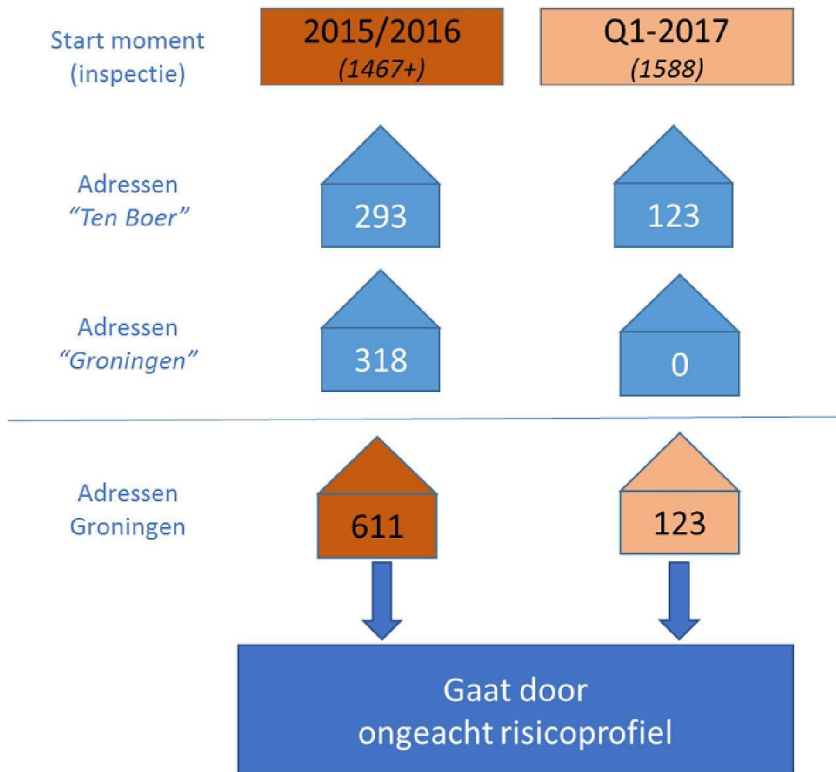 Start moment
(inspectie)
2015/2016
(1467+)
Q1-2017
(1588)
Adressen
“Ten Boer”
293
123
Adressen
“Groningen”
318
0
Adressen
Groningen
611
123
Gaat door
ongeacht risicoprofiel